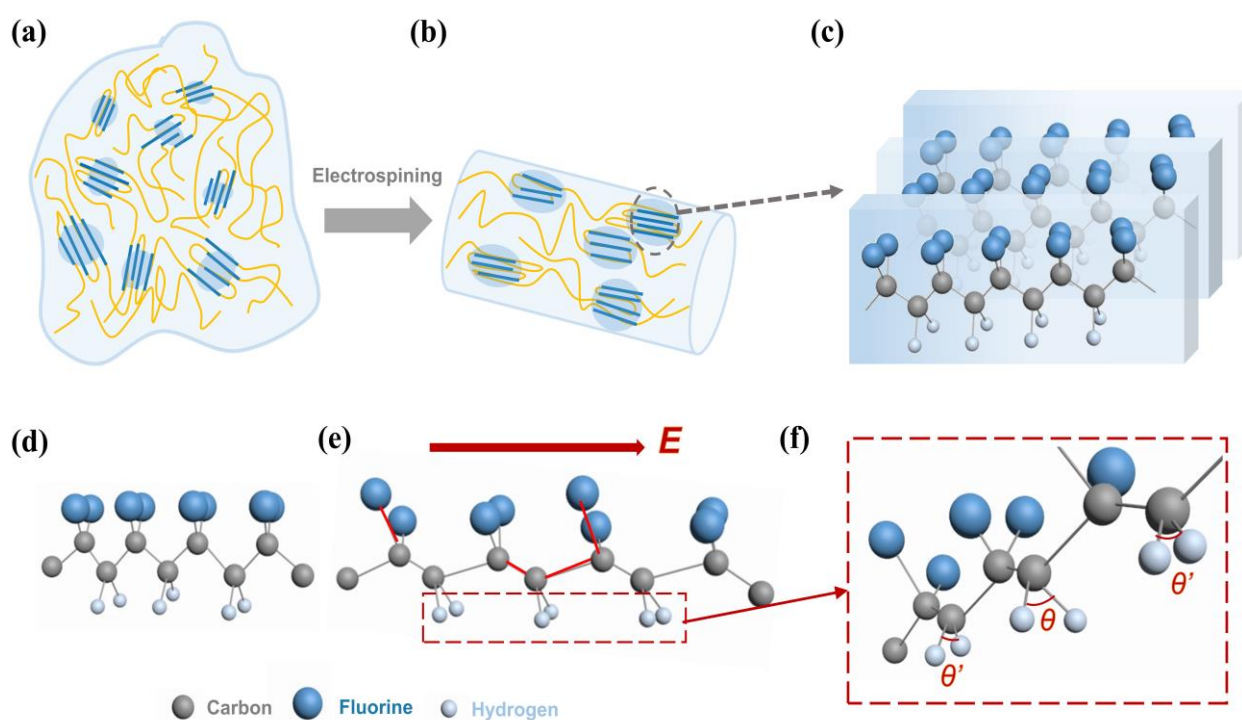 (a)
(b)
(c)
Electrospining
(d)
(e)
E
(f)
θ'
θ
θ'
Carbon
Fluorine
Hydrogen